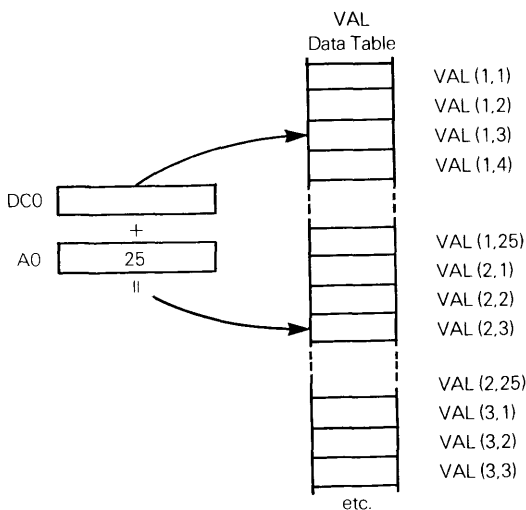 VAL
Data Table
VAL (1,1)
VAL (1,2)
VAL (1,3)
VAL (1,4)
DC0
+
A0 25
=
VAL (1,25)
VAL (2,1)
VAL (2,2)
VAL (2,3)
VAL (2,25)
VAL (3,1)
VAL (3,2)
VAL (3,3)
etc.